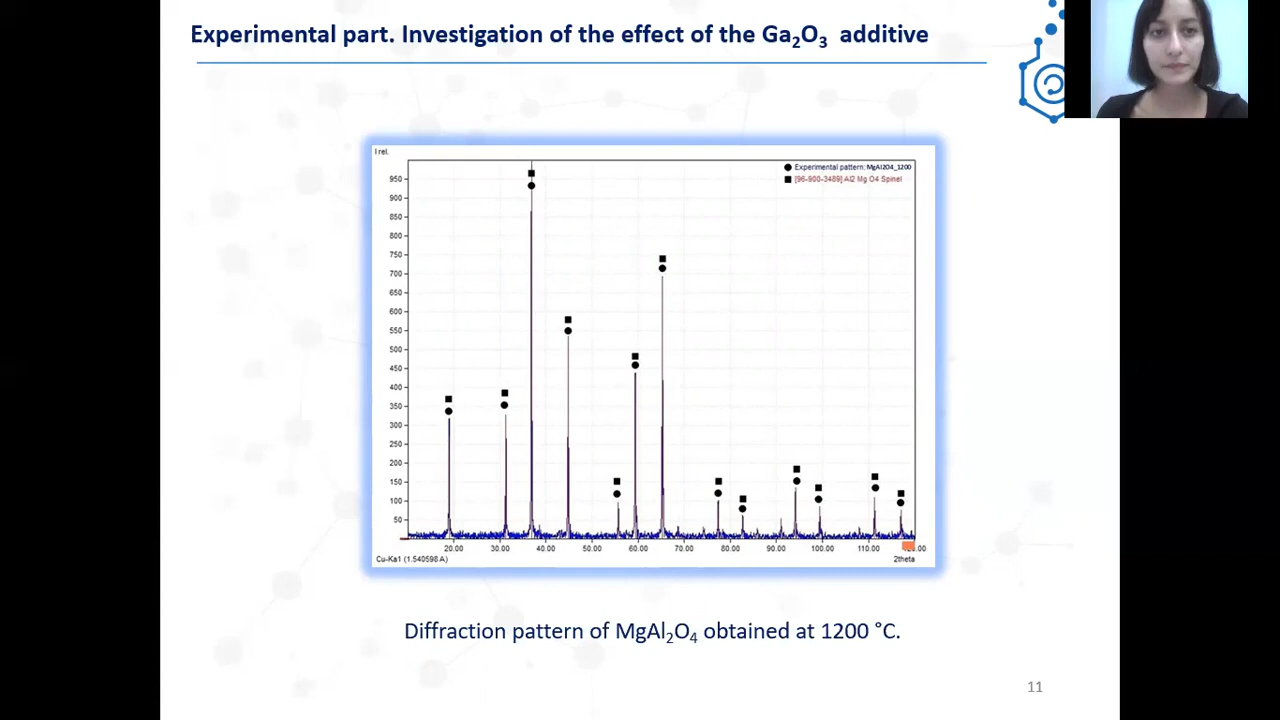 Experimental part. Investigation of the effect of the Ga₂O₃ additive
I rel.
Experimental pattern: MgAl2O4_1200
[96-900-3489] Al2 Mg O4 Spinel
950
900
850
800
750
700
650
600
550
500
450
400
350
300
250
200
150
100
50
20.00 30.00 40.00 50.00 60.00 70.00 80.00 90.00 100.00 110.00
Cu-Ka1 (1.540598 A) 2theta
Diffraction pattern of MgAl₂O₄ obtained at 1200 °C.
11